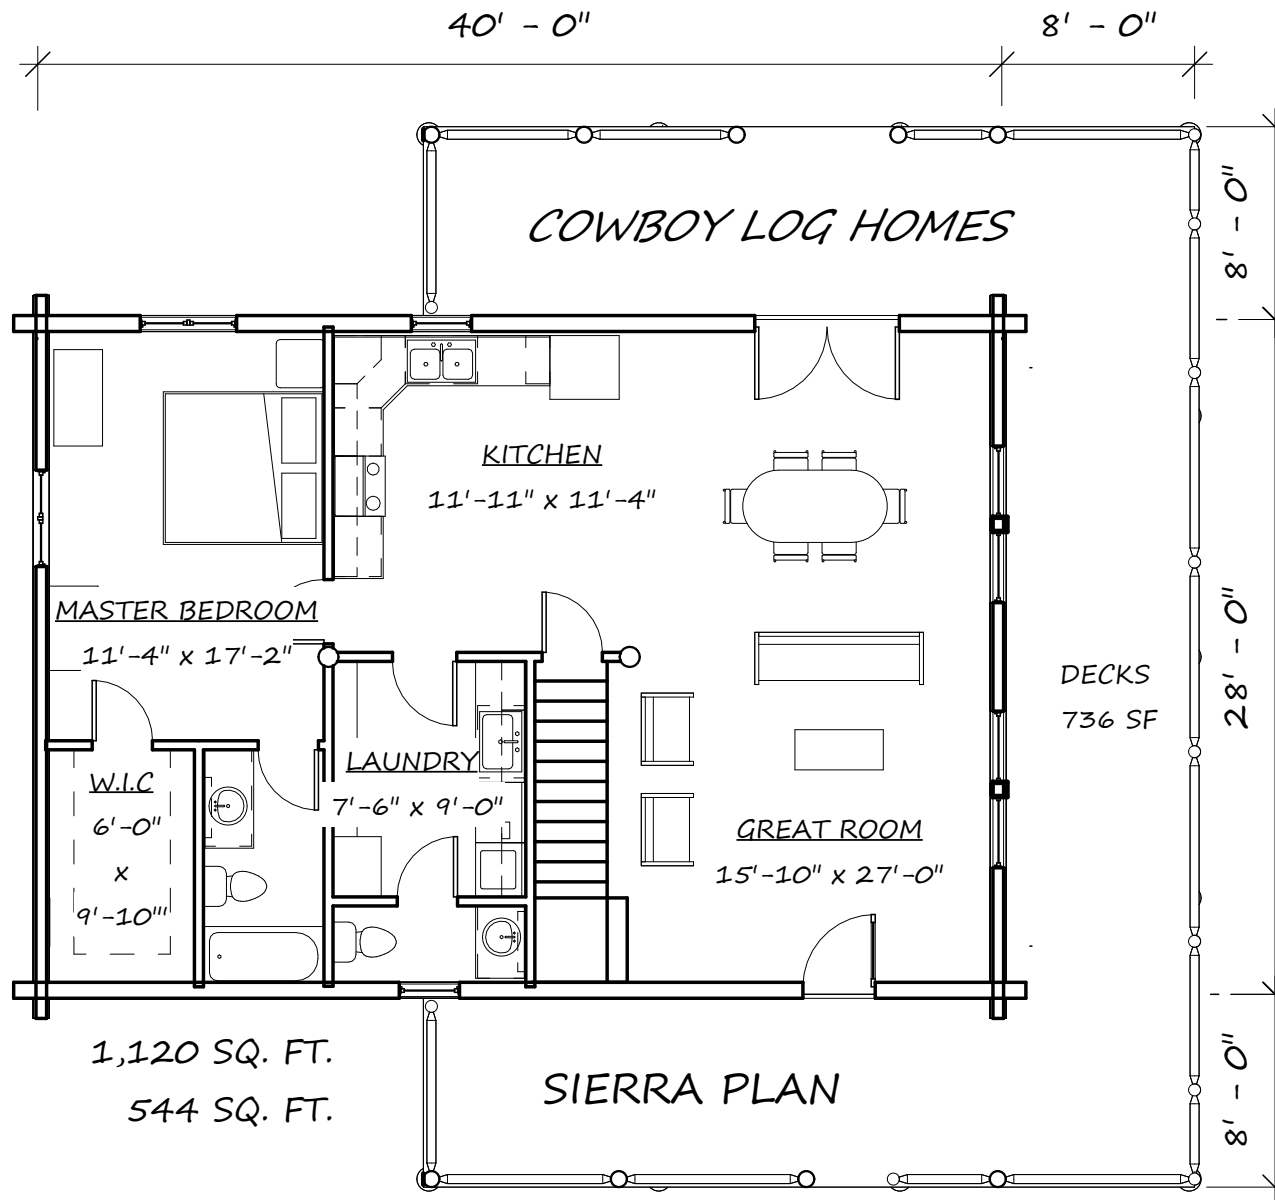 40' - 0"
8' - 0"
COWBOY LOG HOMES
8' - 0"
KITCHEN
11'-11" x 11'-4"
MASTER BEDROOM
11'-4" x 17'-2"
DECKS
736 SF
28' - 0"
LAUNDRY
7'-6" x 9'-0"
W.I.C
6'-0"
x
9'-10'"
GREAT ROOM
15'-10" x 27'-0"
1,120 SQ. FT.
544 SQ. FT.
SIERRA PLAN
8' - 0"